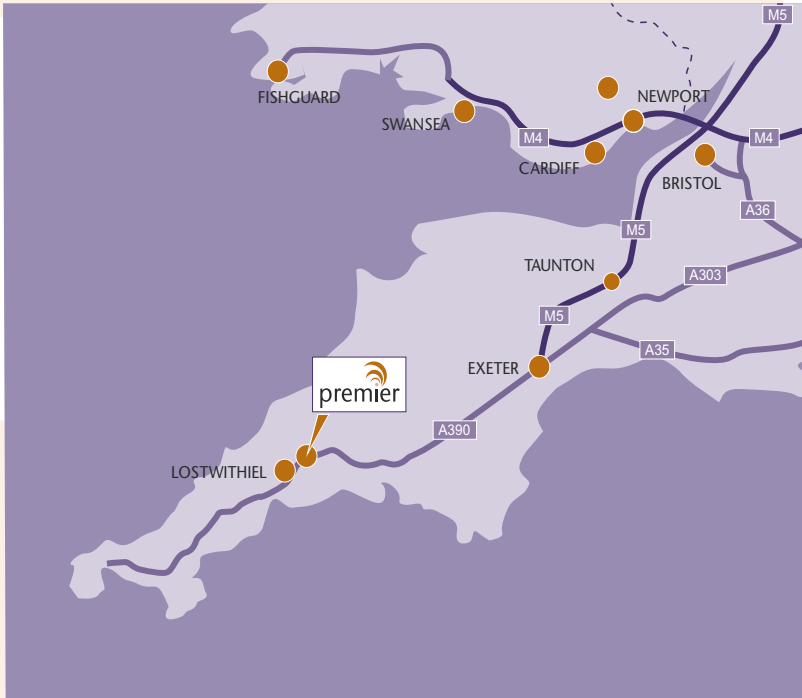 M5
FISHGUARD
NEWPORT
SWANSEA
M4
M4
CARDIFF
BRISTOL
A36
M5
TAUNTON
A303
M5
A35
EXETER
premier
A390
LOSTWITHIEL